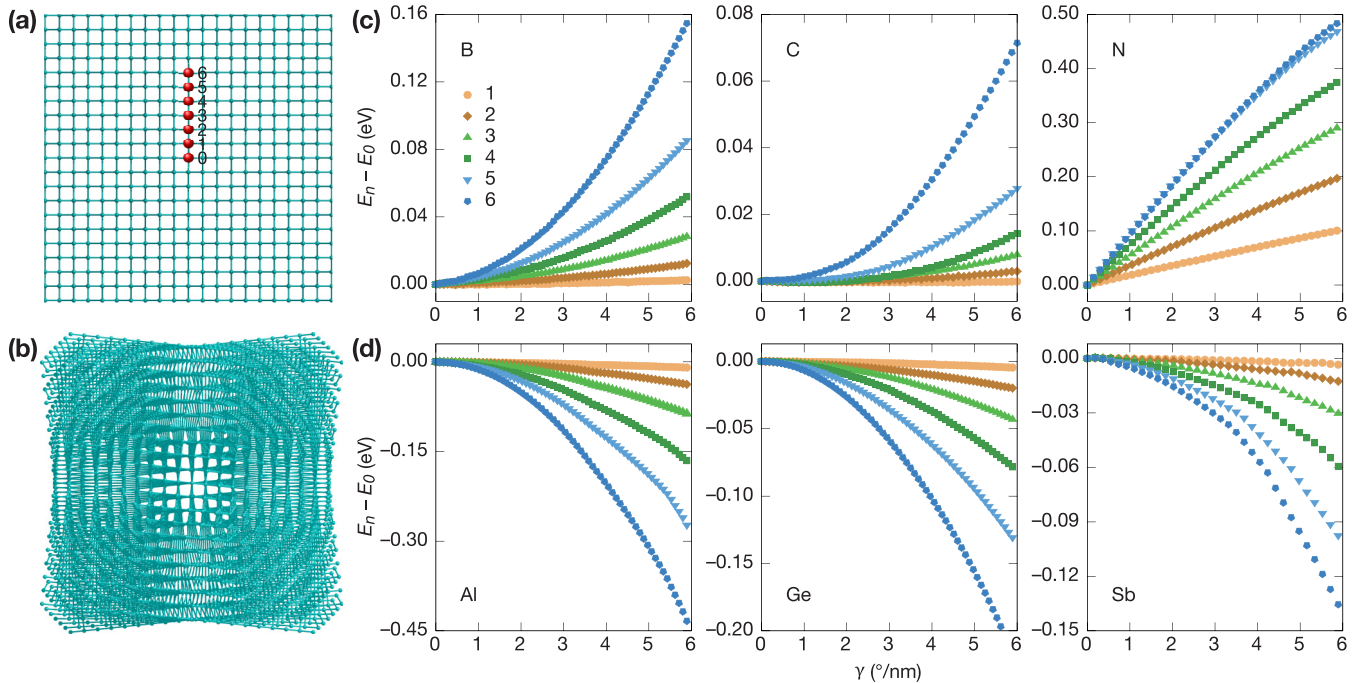 (a)
6
5
4
3
2
1
0
(b)
(c)
E_n − E_0 (eV)
0.16
0.12
0.08
0.04
0.00
B
1
2
3
4
5
6
0 1 2 3 4 5 6
0.08
0.06
0.04
0.02
0.00
C
0 1 2 3 4 5 6
0.50
0.40
0.30
0.20
0.10
0.00
N
0 1 2 3 4 5 6
(d)
E_n − E_0 (eV)
0.00
−0.15
−0.30
−0.45
Al
0 1 2 3 4 5 6
0.00
−0.05
−0.10
−0.15
−0.20
Ge
0 1 2 3 4 5 6
γ (°/nm)
0.00
−0.03
−0.06
−0.09
−0.12
−0.15
Sb
0 1 2 3 4 5 6